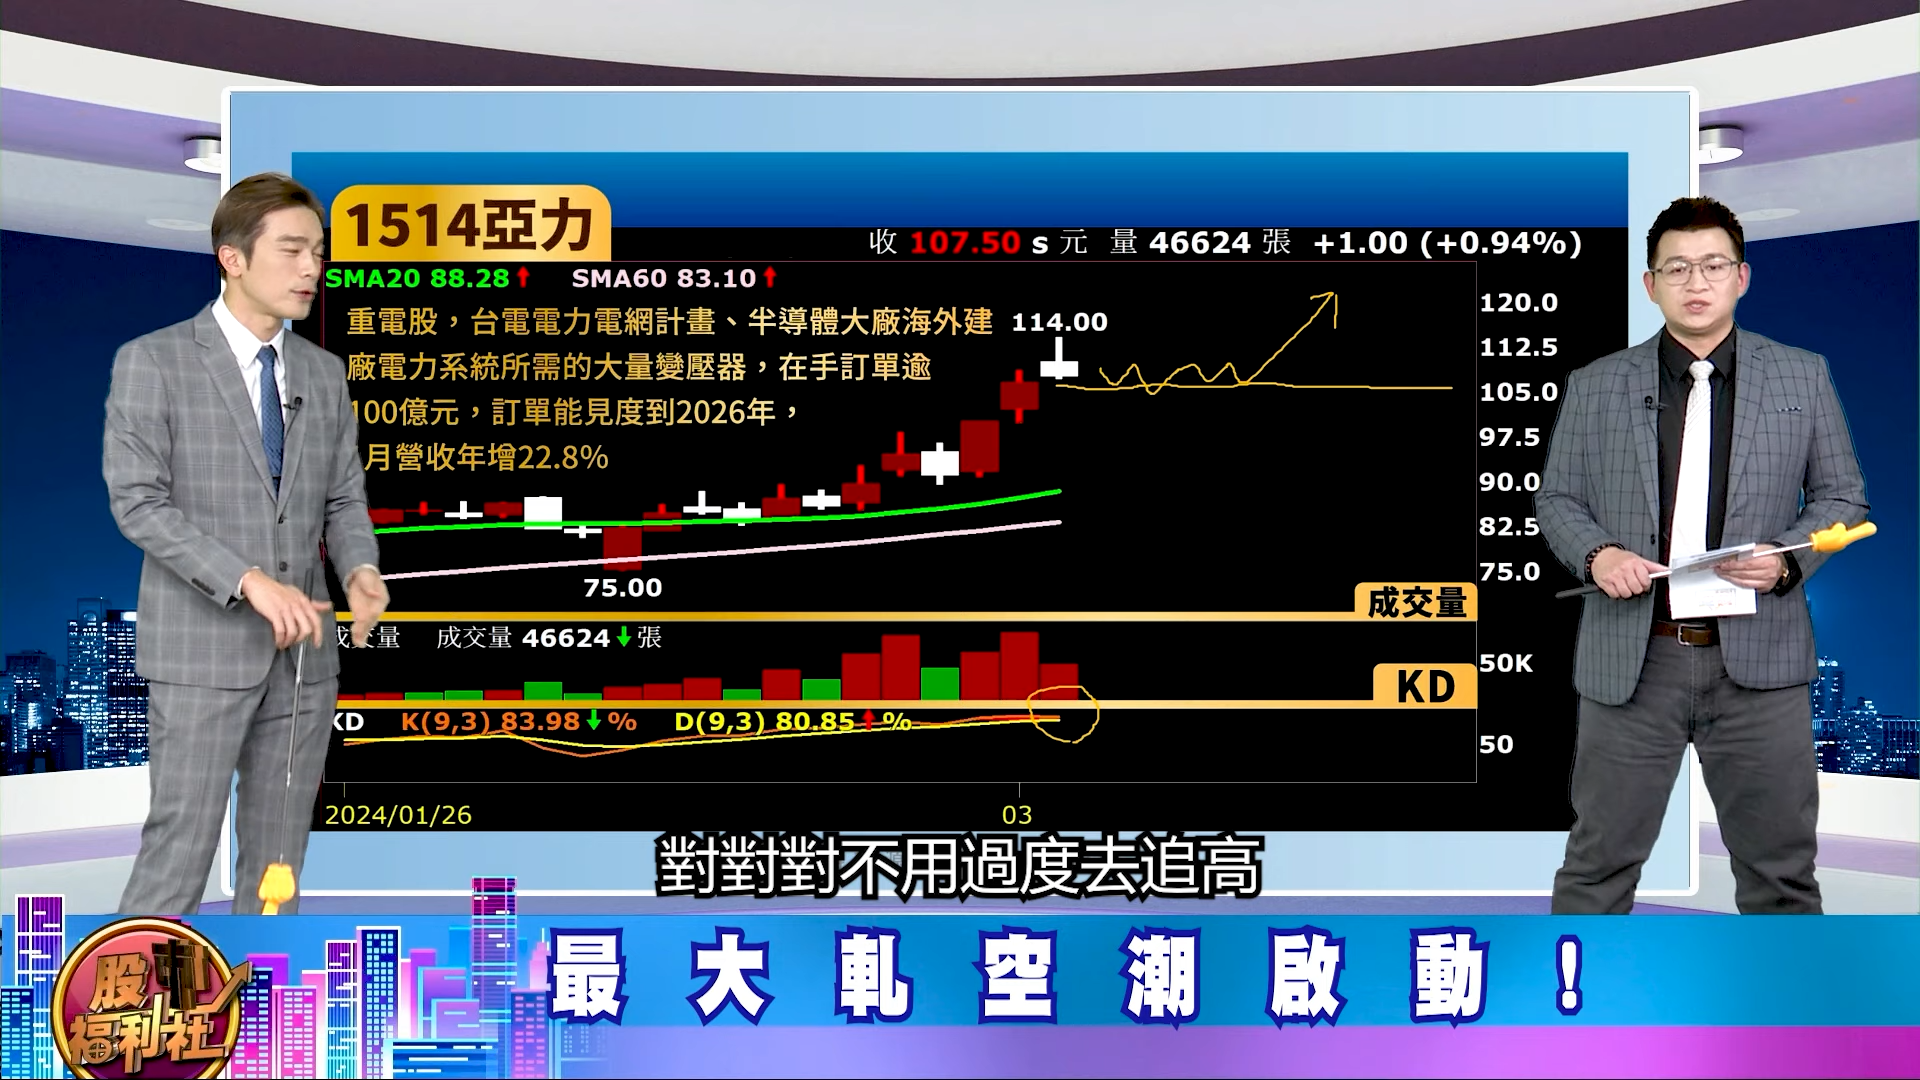 1514亞力
收 107.50 s 元 量 46624 張 +1.00 (+0.94%)
SMA20 88.28↑ SMA60 83.10↑
重電股，台電電力電網計畫、半導體大廠海外建
廠電力系統所需的大量變壓器，在手訂單逾
100億元，訂單能見度到2026年，
月營收年增22.8%
114.00
120.0
112.5
105.0
97.5
90.0
82.5
75.0
75.00
成交量
成交量 成交量 46624↓張
50K
KD
KD K(9,3) 83.98↓% D(9,3) 80.85↑%
50
2024/01/26 03
對對對不用過度去追高
最大軋空潮啟動！
股市
福利社